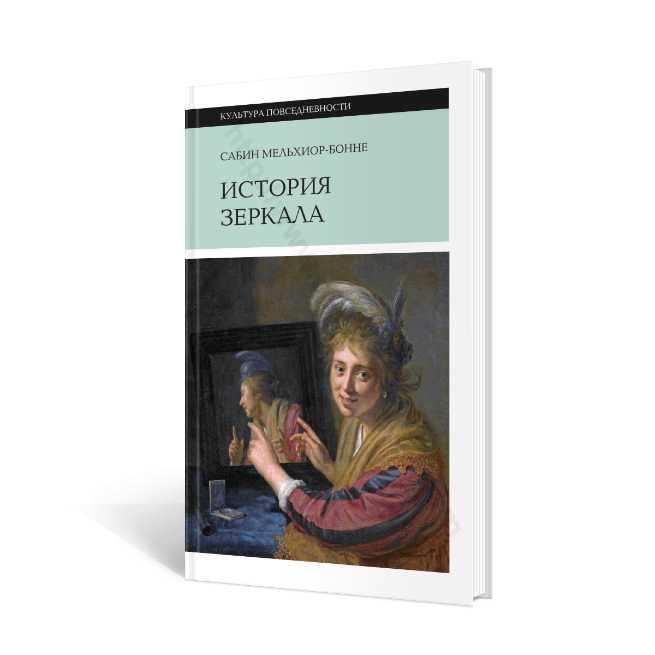 КУЛЬТУРА ПОВСЕДНЕВНОСТИ
САБИН МЕЛЬХИОР-БОННЕ
ИСТОРИЯ
ЗЕРКАЛА